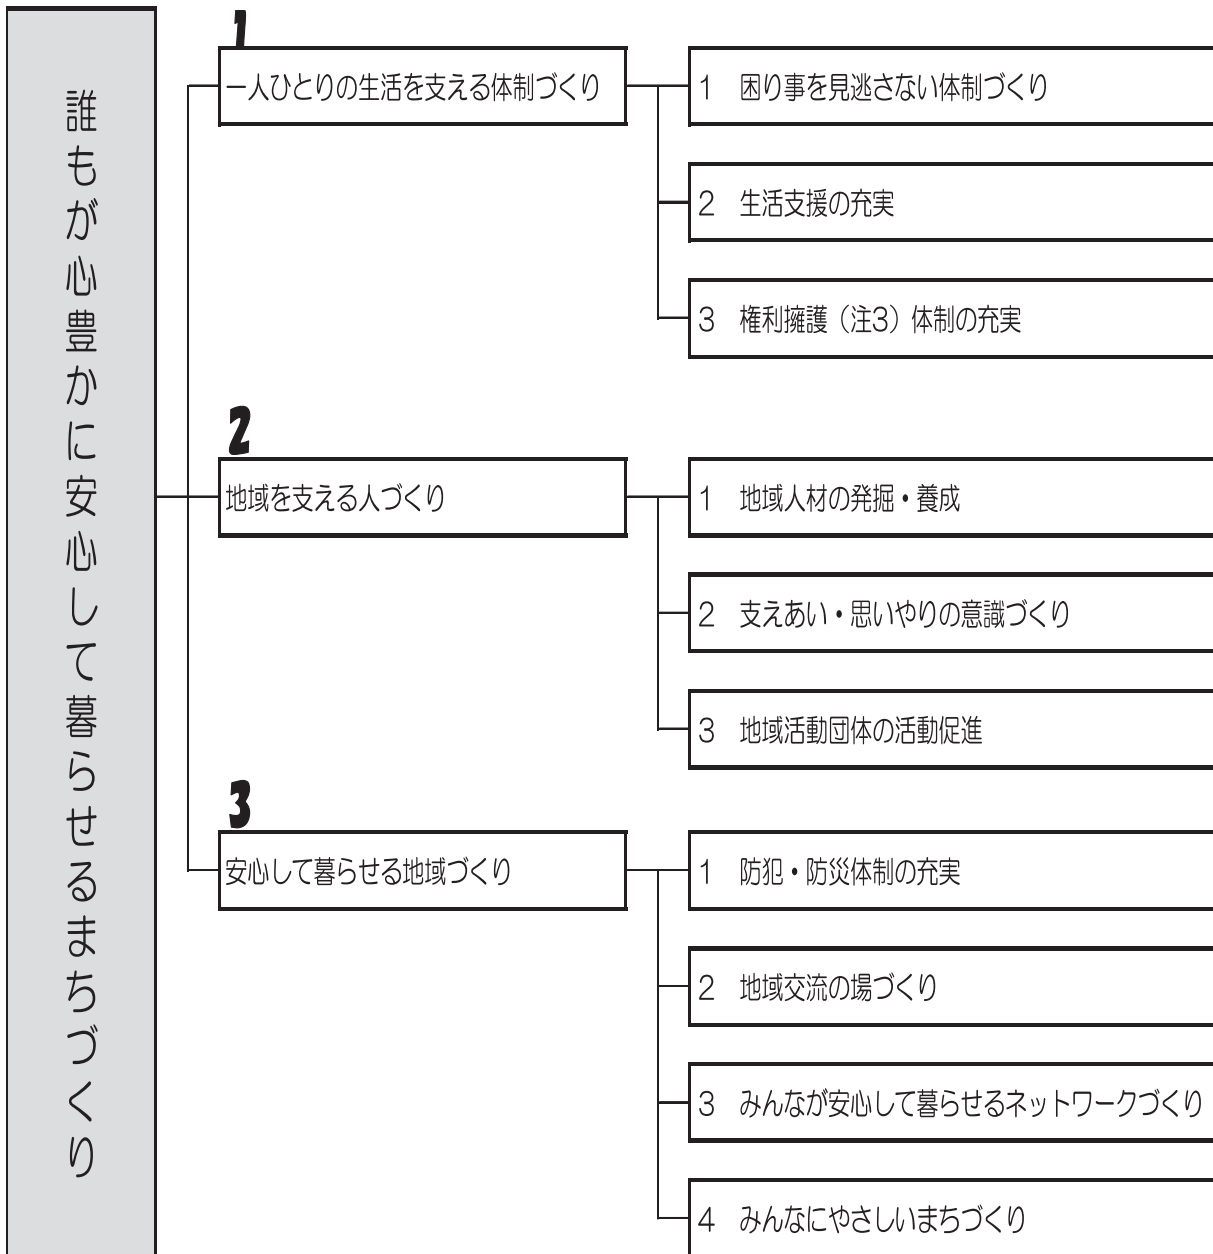 誰もが心豊かに安心して暮らせるまちづくり
1
一人ひとりの生活を支える体制づくり
1 困り事を見逃さない体制づくり
2 生活支援の充実
3 権利擁護（注3）体制の充実
2
地域を支える人づくり
1 地域人材の発掘・養成
2 支えあい・思いやりの意識づくり
3 地域活動団体の活動促進
3
安心して暮らせる地域づくり
1 防犯・防災体制の充実
2 地域交流の場づくり
3 みんなが安心して暮らせるネットワークづくり
4 みんなにやさしいまちづくり